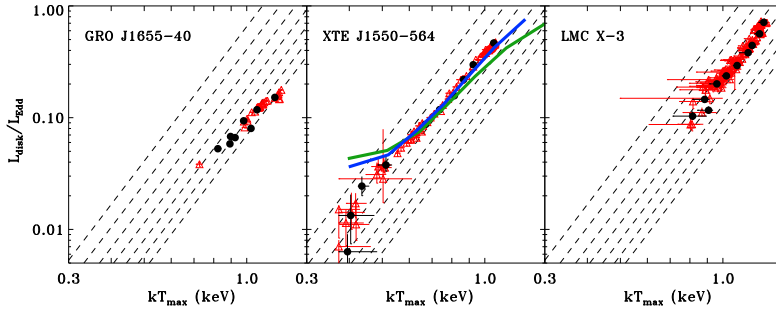 1.00
0.10
0.01
L_disk/L_Edd
GRO J1655-40
XTE J1550-564
LMC X-3
0.3 1.0 0.3 1.0 0.3 1.0
kT_max (keV) kT_max (keV) kT_max (keV)